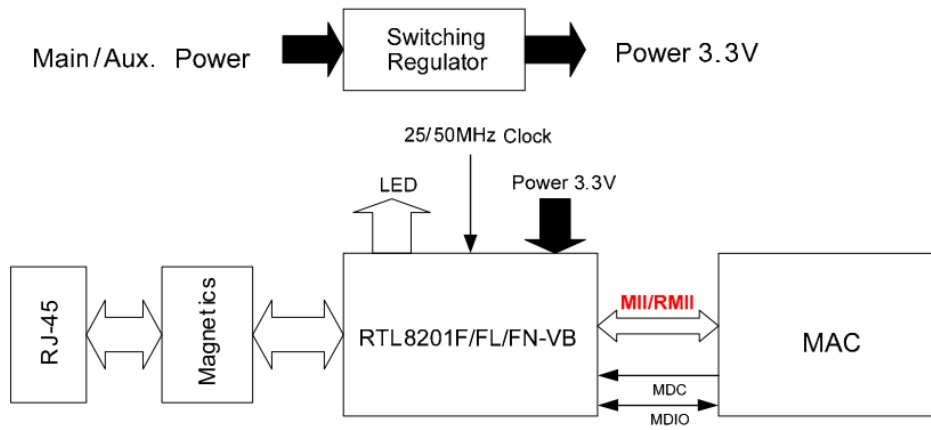 Main/Aux. Power
Switching
Regulator
Power 3.3V
25/50MHz Clock
LED
Power 3.3V
RJ-45
Magnetics
RTL8201F/FL/FN-VB
MII/RMII
MAC
MDC
MDIO